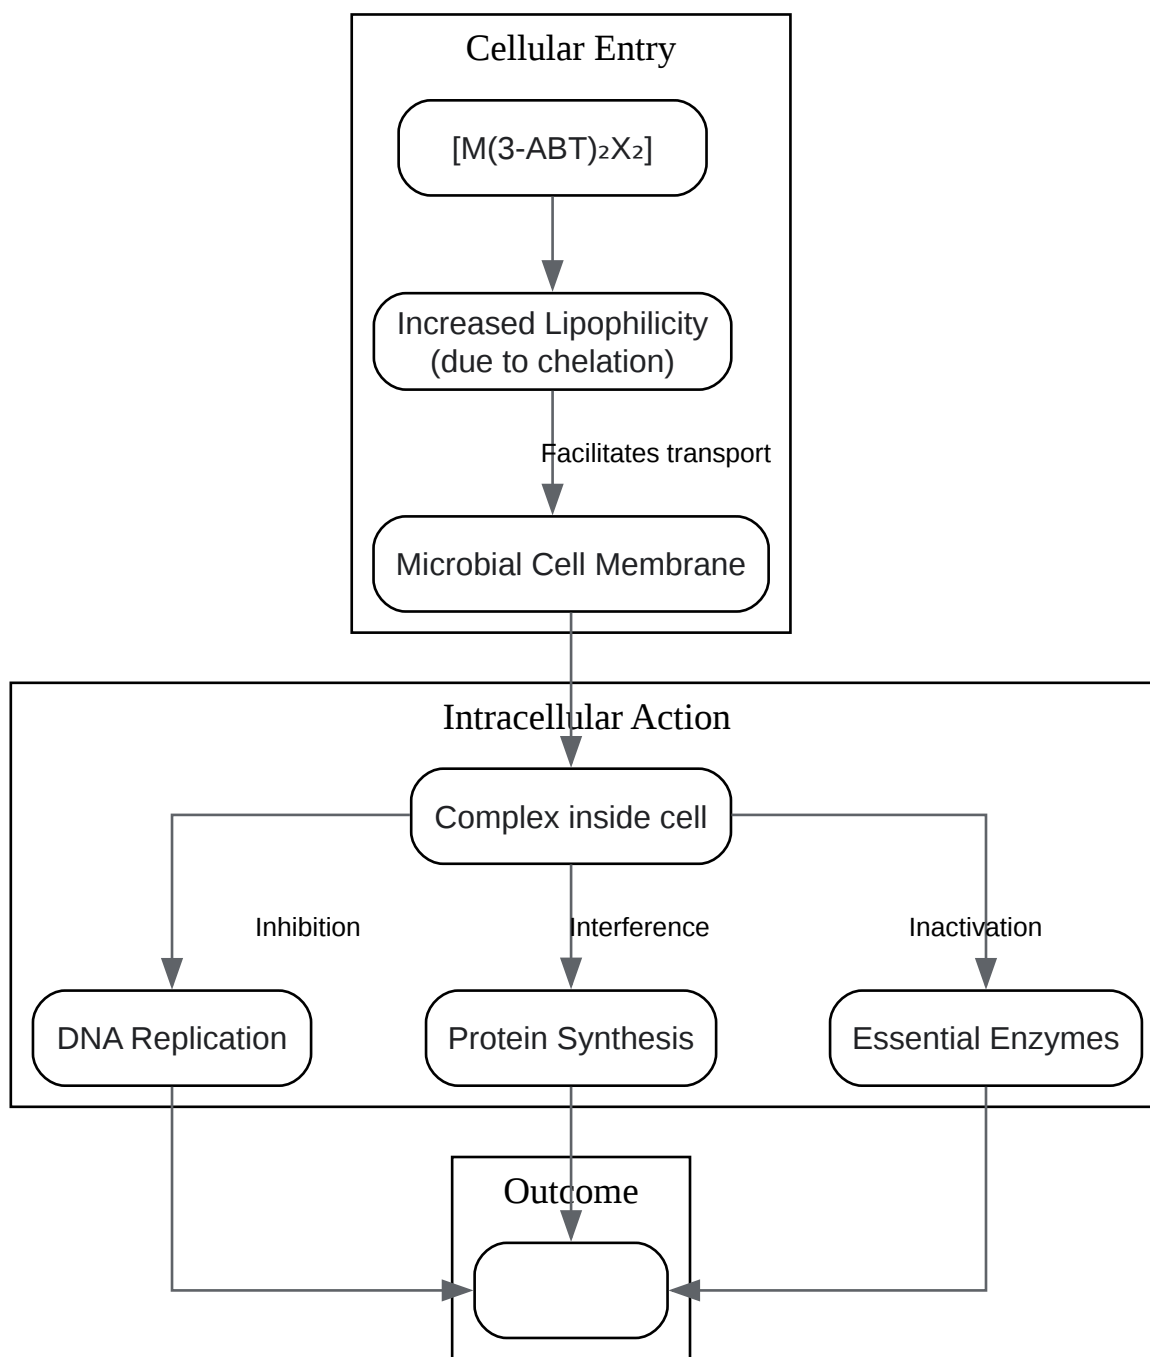 Cellular Entry
[M(3-ABT)₂X₂]
Increased Lipophilicity
(due to chelation)
Facilitates transport
Microbial Cell Membrane
Intracellular Action
Complex inside cell
Inhibition
Interference
Inactivation
DNA Replication
Protein Synthesis
Essential Enzymes
Outcome